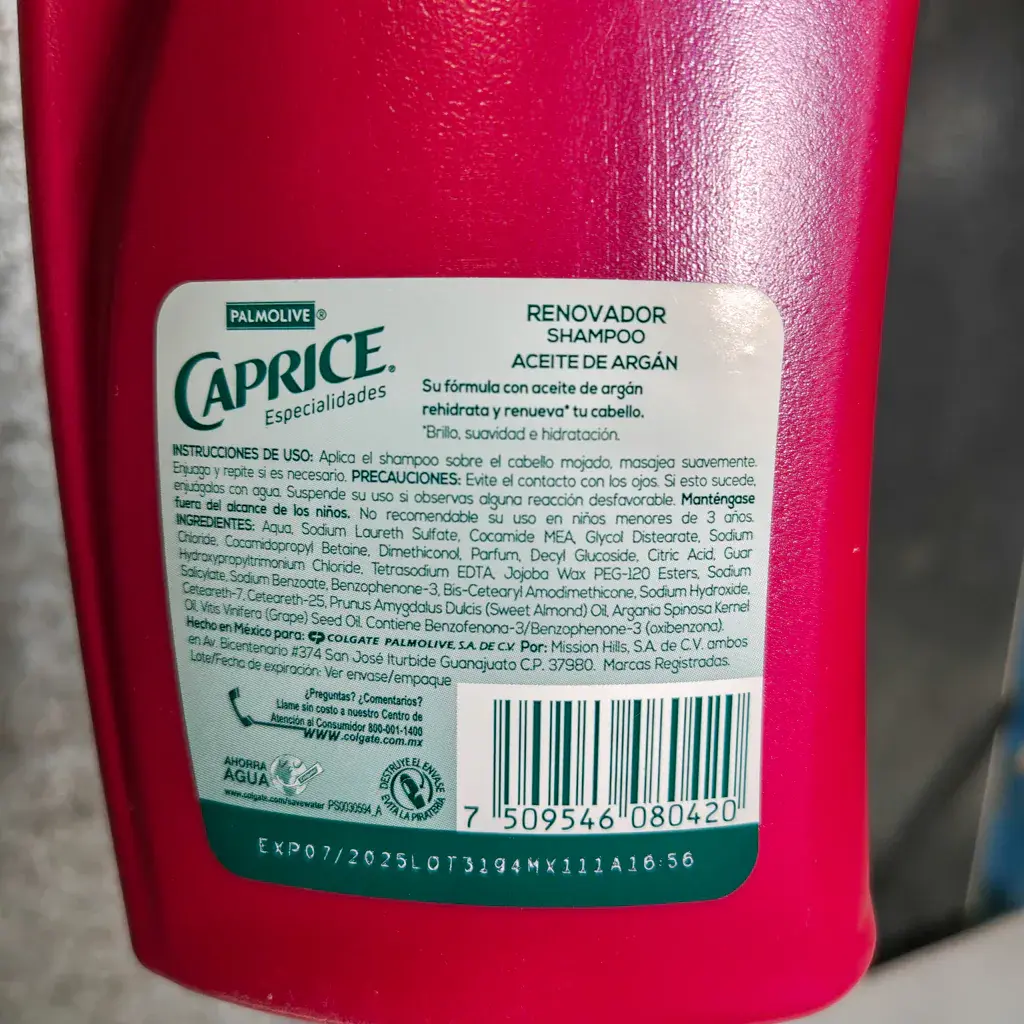 PALMOLIVE®
CAPRICE®
Especialidades
RENOVADOR
SHAMPOO
ACEITE DE ARGÁN
Su fórmula con aceite de argán
rehidrata y renueva* tu cabello.
*Brillo, suavidad e hidratación.
INSTRUCCIONES DE USO: Aplica el shampoo sobre el cabello mojado, masajea suavemente.
Enjuaga y repite si es necesario. PRECAUCIONES: Evite el contacto con los ojos. Si esto sucede,
enjuágalos con agua. Suspende su uso si observas alguna reacción desfavorable. Manténgase
fuera del alcance de los niños. No recomendable su uso en niños menores de 3 años.
INGREDIENTES: Aqua, Sodium Laureth Sulfate, Cocamide MEA, Glycol Distearate, Sodium
Chloride, Cocamidopropyl Betaine, Dimethiconol, Parfum, Decyl Glucoside, Citric Acid, Guar
Hydroxypropyltrimonium Chloride, Tetrasodium EDTA, Jojoba Wax PEG-120 Esters, Sodium
Salicylate, Sodium Benzoate, Benzophenone-3, Bis-Cetearyl Amodimethicone, Sodium Hydroxide,
Ceteareth-7, Ceteareth-25, Prunus Amygdalus Dulcis (Sweet Almond) Oil, Argania Spinosa Kernel
Oil, Vitis Vinifera (Grape) Seed Oil. Contiene Benzofenona-3/Benzophenone-3 (oxibenzona).
Hecho en México para: COLGATE PALMOLIVE, S.A. DE C.V. Por: Mission Hills, S.A. de C.V. ambos
en Av. Bicentenario #374 San José Iturbide Guanajuato C.P. 37980. Marcas Registradas.
Lote/Fecha de expiración: Ver envase/empaque
¿Preguntas? ¿Comentarios?
Llame sin costo a nuestro Centro de
Atención al Consumidor 800-001-1400
www.colgate.com.mx
AHORRA
AGUA
www.colgate.com/savewater PS0030594_A
DESTRUYE EL ENVASE
EVITA LA PIRATERIA
7 509546 080420
EXP07/2025LOT3194MX111A16:56